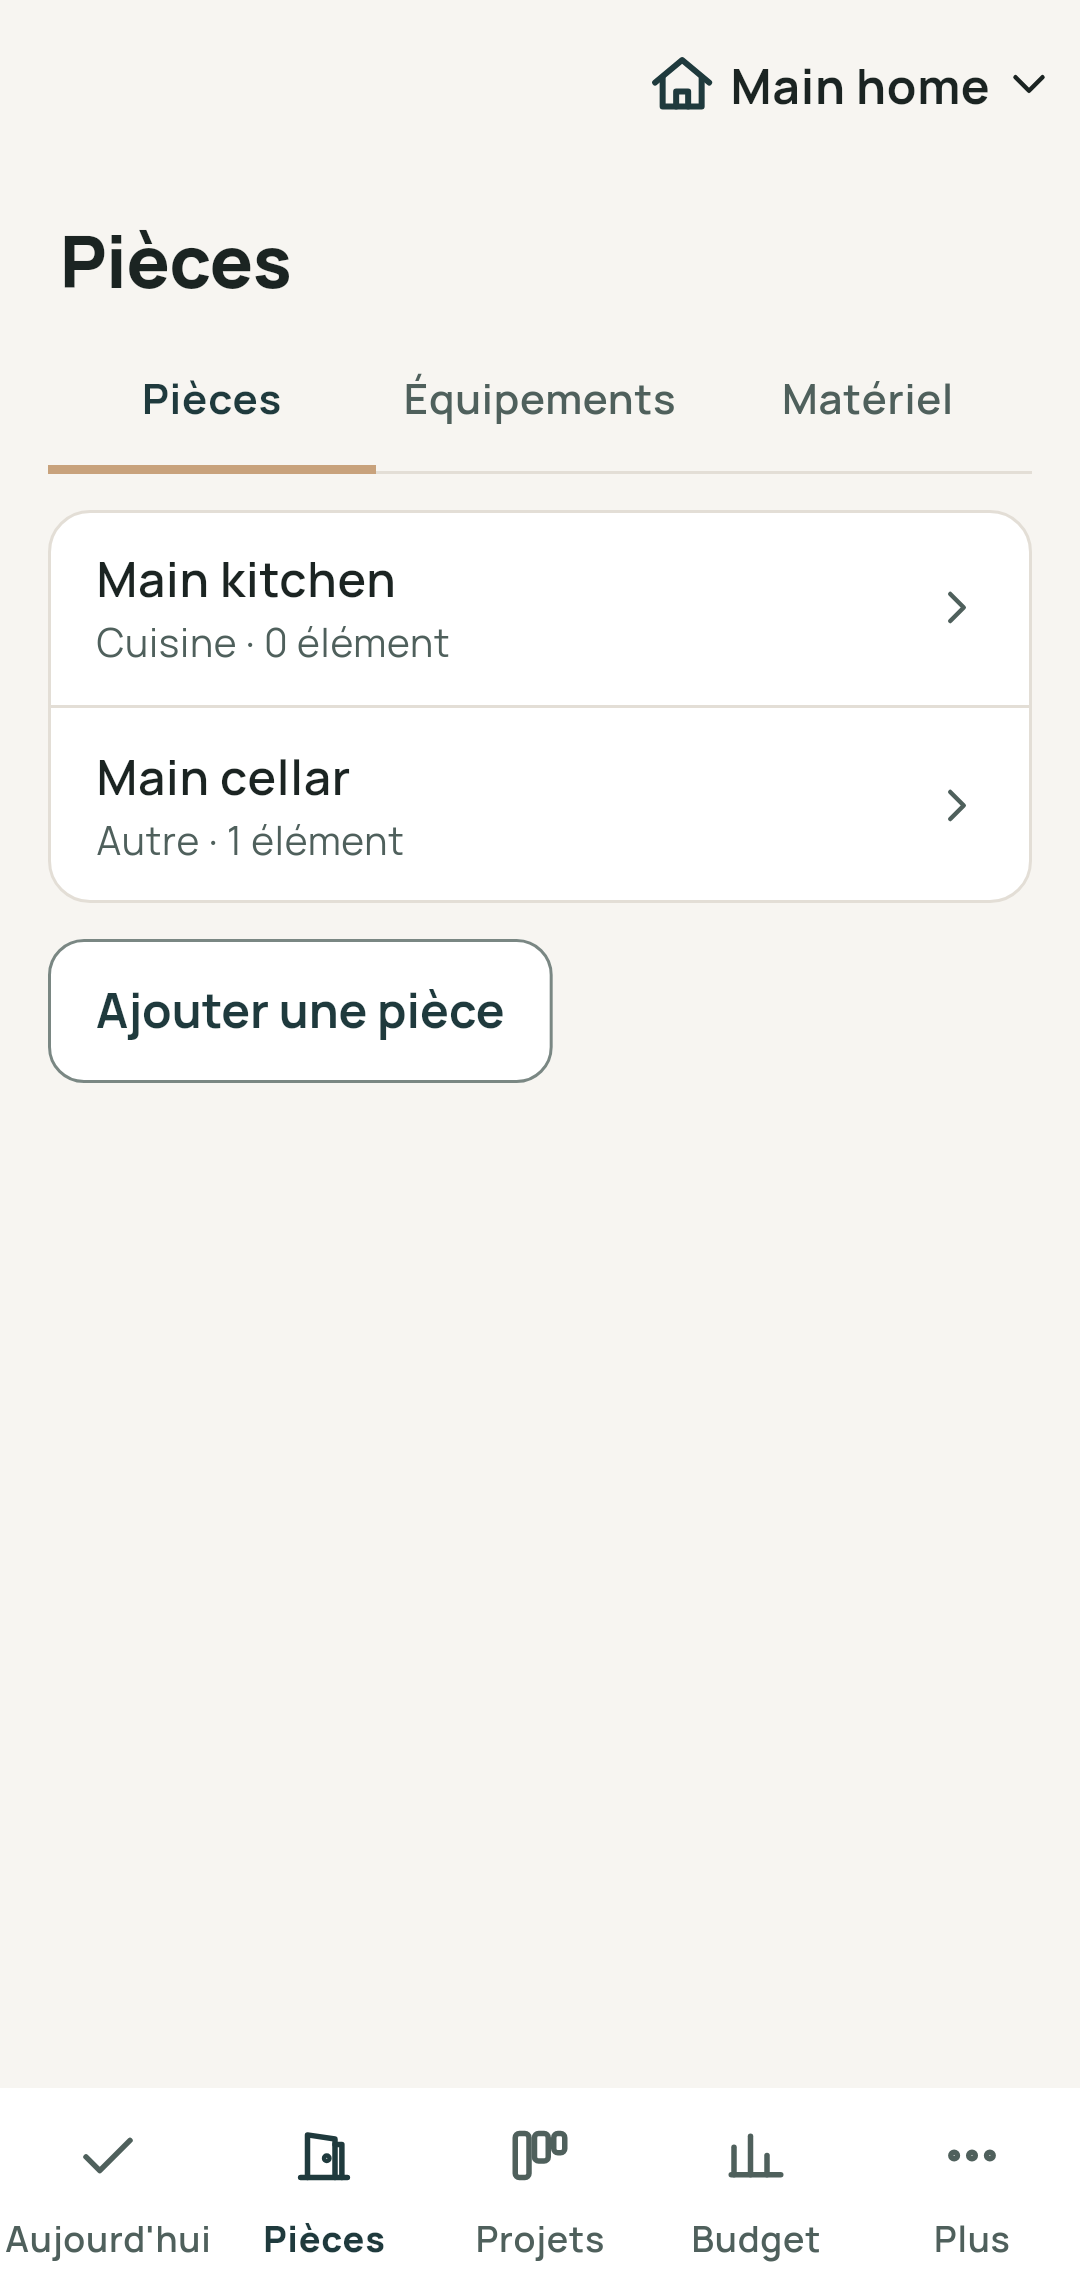 Main home
Pièces
Pièces Équipements Matériel
Main kitchen
Cuisine · 0 élément
Main cellar
Autre · 1 élément
Ajouter une pièce
Aujourd'hui Pièces Projets Budget Plus